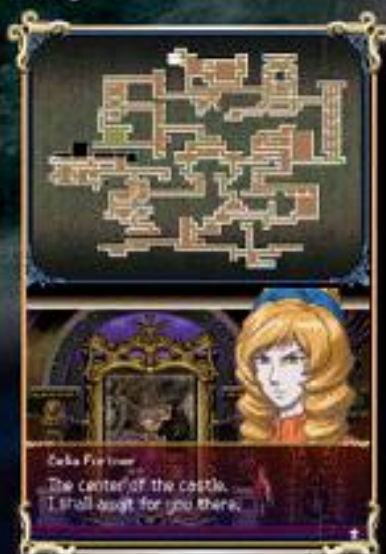 Celia Fortner
The center of the castle.
I shall await for you there.